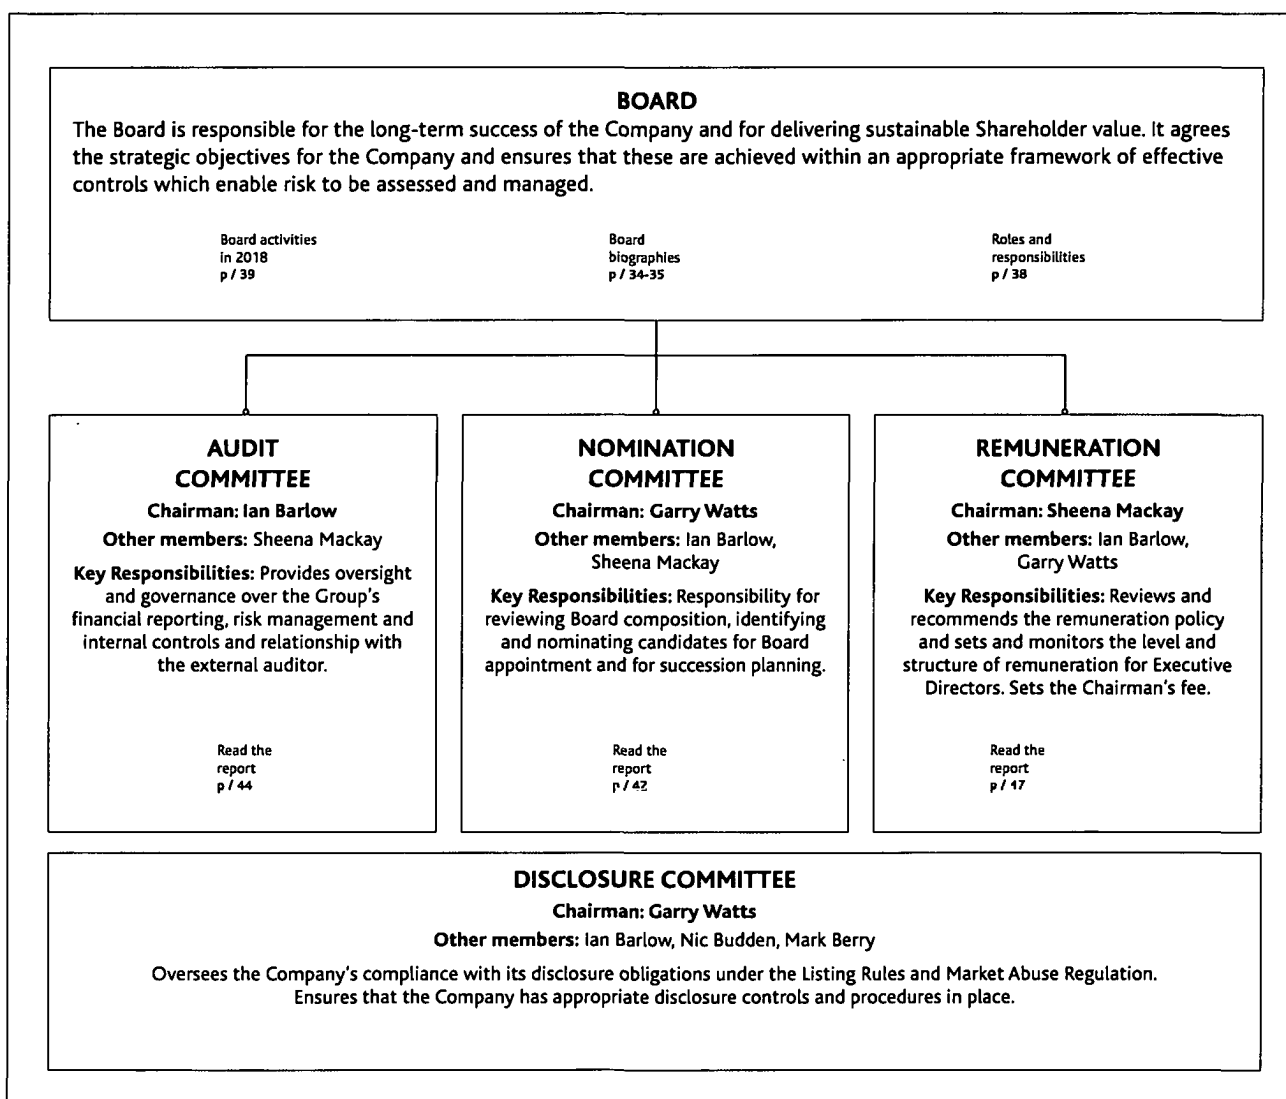 BOARD
The Board is responsible for the long-term success of the Company and for delivering sustainable Shareholder value. It agrees
the strategic objectives for the Company and ensures that these are achieved within an appropriate framework of effective
controls which enable risk to be assessed and managed.
Board activities
in 2018
p / 39
Board
biographies
p / 34-35
Roles and
responsibilities
p / 38
AUDIT
COMMITTEE
Chairman: Ian Barlow
Other members: Sheena Mackay
Key Responsibilities: Provides oversight
and governance over the Group's
financial reporting, risk management and
internal controls and relationship with
the external auditor.
Read the
report
p / 44
NOMINATION
COMMITTEE
Chairman: Garry Watts
Other members: Ian Barlow,
Sheena Mackay
Key Responsibilities: Responsibility for
reviewing Board composition, identifying
and nominating candidates for Board
appointment and for succession planning.
Read the
report
p / 42
REMUNERATION
COMMITTEE
Chairman: Sheena Mackay
Other members: Ian Barlow,
Garry Watts
Key Responsibilities: Reviews and
recommends the remuneration policy
and sets and monitors the level and
structure of remuneration for Executive
Directors. Sets the Chairman's fee.
Read the
report
p / 47
DISCLOSURE COMMITTEE
Chairman: Garry Watts
Other members: Ian Barlow, Nic Budden, Mark Berry
Oversees the Company's compliance with its disclosure obligations under the Listing Rules and Market Abuse Regulation.
Ensures that the Company has appropriate disclosure controls and procedures in place.